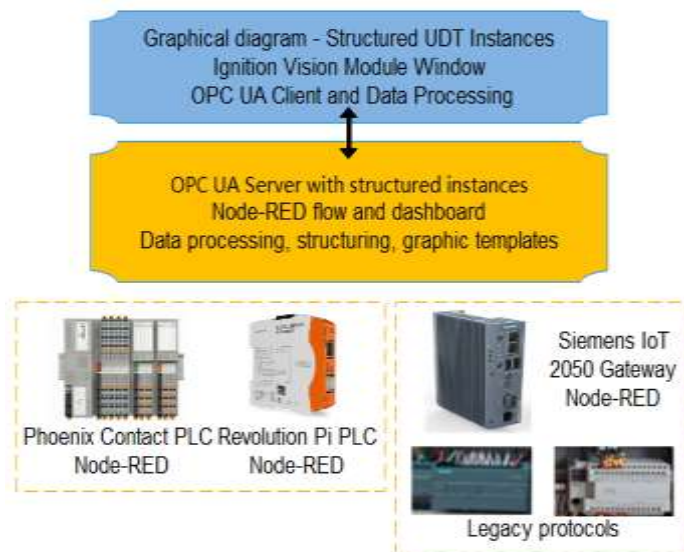 Graphical diagram - Structured UDT Instances
Ignition Vision Module Window
OPC UA Client and Data Processing
OPC UA Server with structured instances
Node-RED flow and dashboard
Data processing, structuring, graphic templates
Phoenix Contact PLC
Node-RED
Revolution Pi PLC
Node-RED
Siemens IoT
2050 Gateway
Node-RED
Legacy protocols